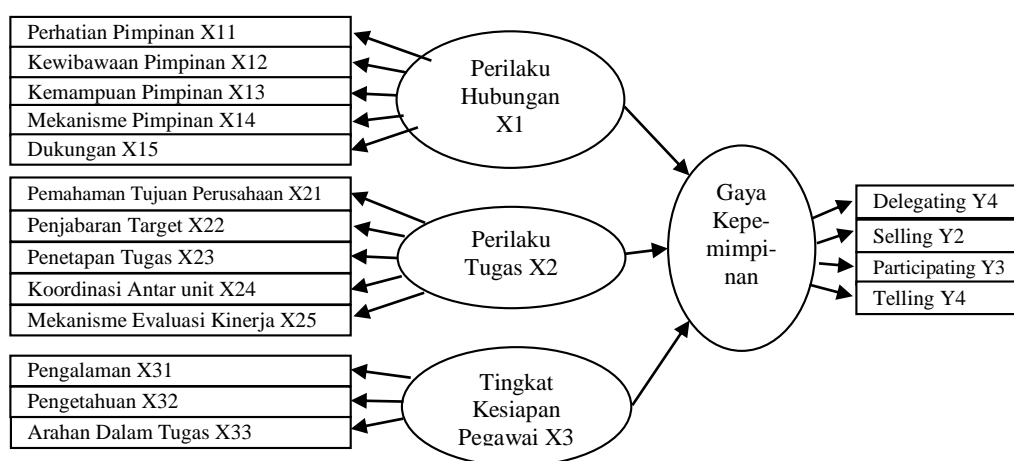 Perhatian Pimpinan X11
Kewibawaan Pimpinan X12
Kemampuan Pimpinan X13
Mekanisme Pimpinan X14
Dukungan X15
Pemahaman Tujuan Perusahaan X21
Penjabaran Target X22
Penetapan Tugas X23
Koordinasi Antar unit X24
Mekanisme Evaluasi Kinerja X25
Pengalaman X31
Pengetahuan X32
Arahan Dalam Tugas X33
Perilaku
Hubungan
X1
Perilaku
Tugas X2
Tingkat
Kesiapan
Pegawai X3
Gaya
Kepe-
mimpi-
nan
Delegating Y4
Selling Y2
Participating Y3
Telling Y4